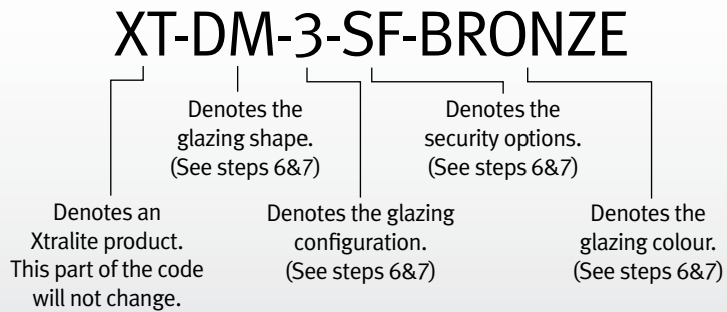 XT-DM-3-SF-BRONZE
Denotes the
glazing shape.
(See steps 6&7)
Denotes the
security options.
(See steps 6&7)
Denotes an
Xtralite product.
This part of the code
will not change.
Denotes the glazing
configuration.
(See steps 6&7)
Denotes the
glazing colour.
(See steps 6&7)